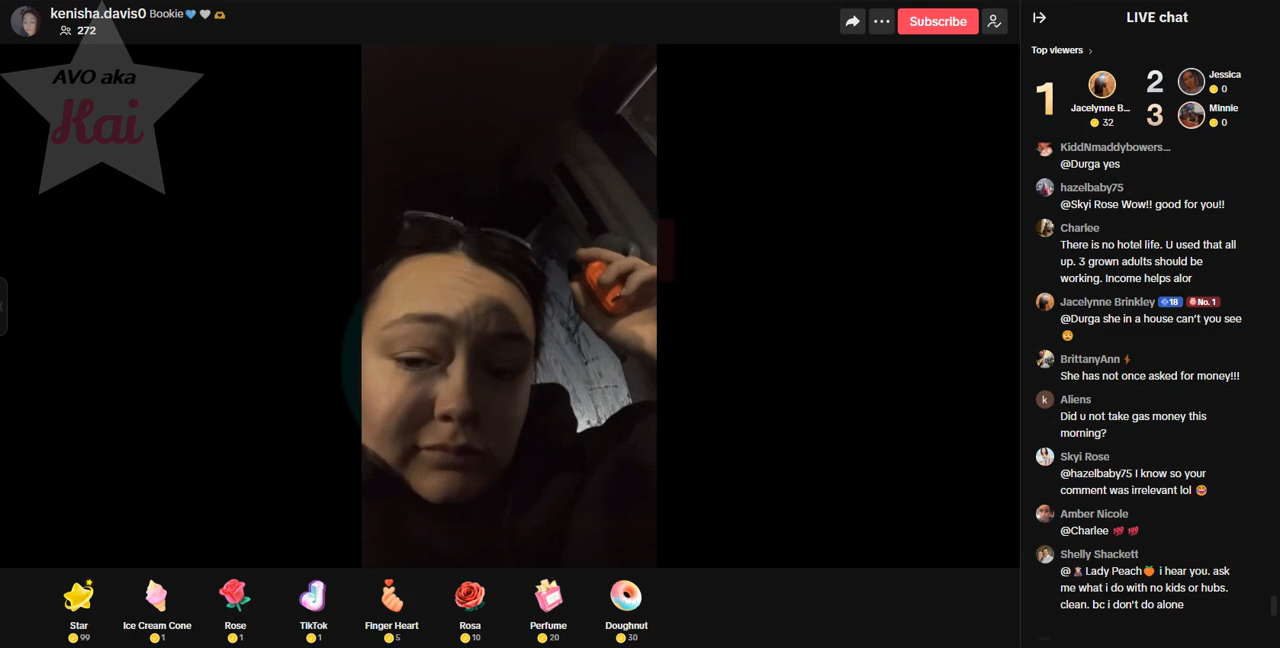 kenisha.davis0 Bookie💙🤍🫶
272
AVO aka
Kai
Subscribe
LIVE chat
Top viewers >
1
Jacelynne B...
32
2
Jessica
0
3
Minnie
0
KiddNmaddybowers...
@Durga yes
hazelbaby75
@Skyi Rose Wow!! good for you!!
Charlee
There is no hotel life. U used that all
up. 3 grown adults should be
working. Income helps alor
Jacelynne Brinkley 18 No. 1
@Durga she in a house can’t you see
BrittanyAnn
She has not once asked for money!!!
k
Aliens
Did u not take gas money this
morning?
Skyi Rose
@hazelbaby75 I know so your
comment was irrelevant lol
Amber Nicole
@Charlee 💯 💯
Shelly Shackett
@ Lady Peach🍑 i hear you. ask
me what i do with no kids or hubs.
clean. bc i don't do alone
Star
99
Ice Cream Cone
1
Rose
1
TikTok
1
Finger Heart
5
Rosa
10
Perfume
20
Doughnut
30